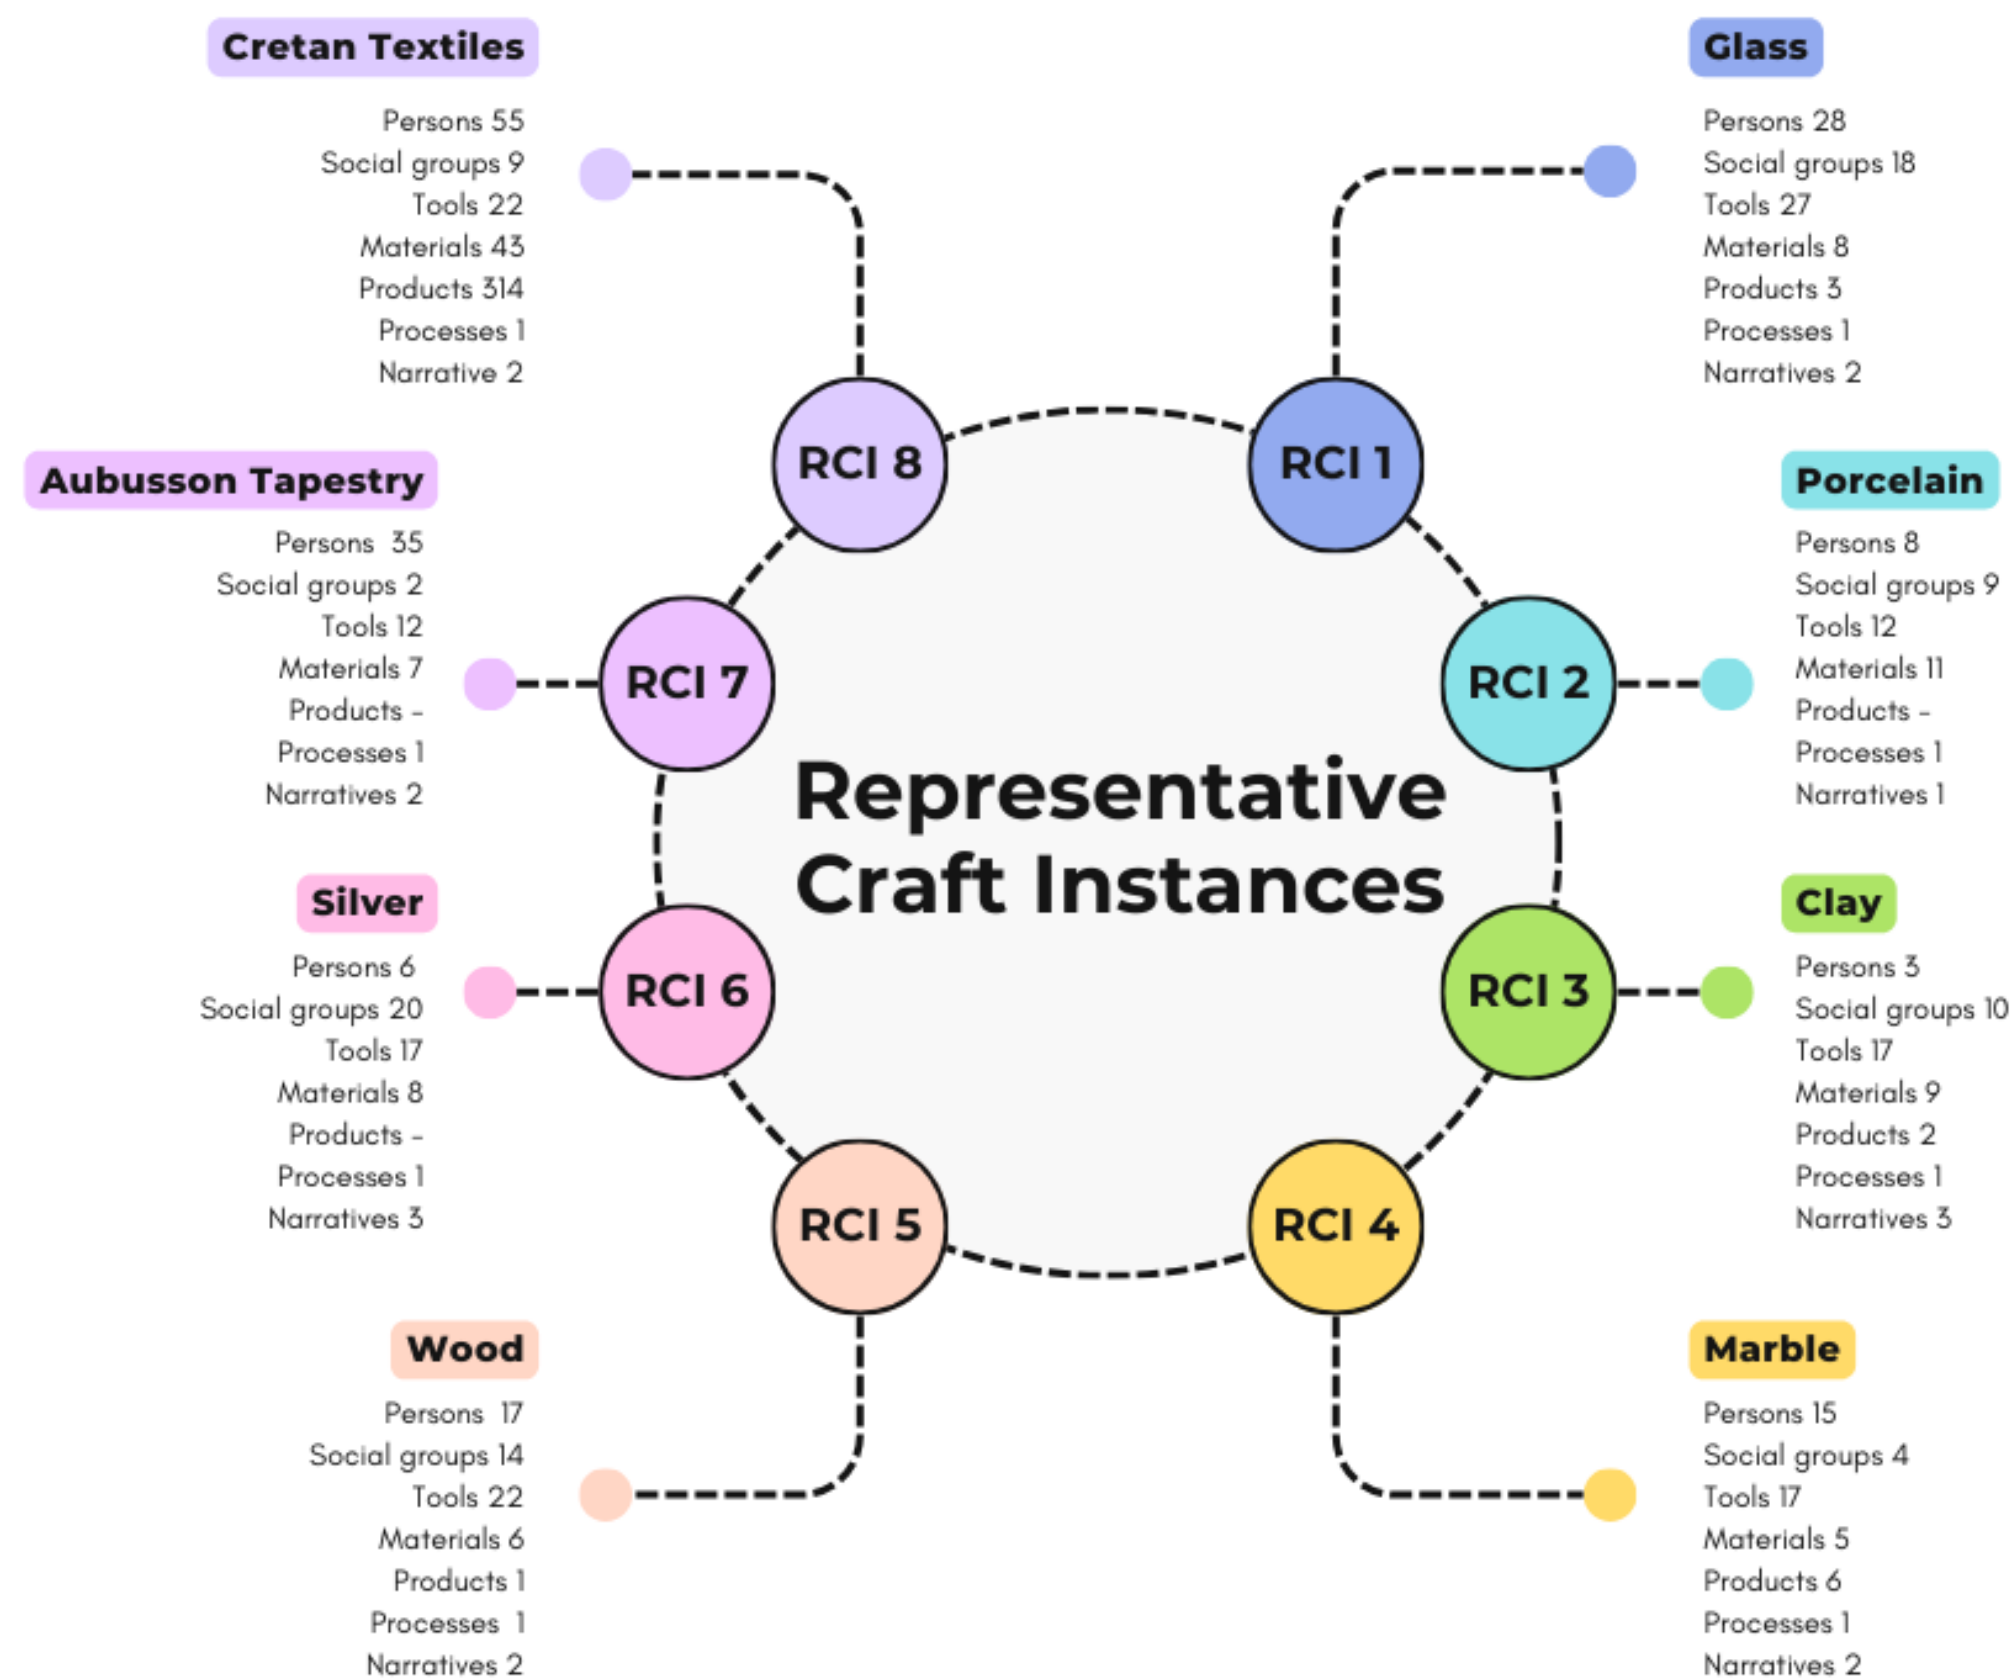 Cretan Textiles
Persons 55
Social groups 9
Tools 22
Materials 43
Products 314
Processes 1
Narrative 2
Glass
Persons 28
Social groups 18
Tools 27
Materials 8
Products 3
Processes 1
Narratives 2
RCI 8
RCI 1
Aubusson Tapestry
Persons 35
Social groups 2
Tools 12
Materials 7
Products -
Processes 1
Narratives 2
RCI 7
RCI 2
Porcelain
Persons 8
Social groups 9
Tools 12
Materials 11
Products -
Processes 1
Narratives 1
Representative
Craft Instances
Silver
Persons 6
Social groups 20
Tools 17
Materials 8
Products -
Processes 1
Narratives 3
RCI 6
RCI 3
Clay
Persons 3
Social groups 10
Tools 17
Materials 9
Products 2
Processes 1
Narratives 3
RCI 5
RCI 4
Wood
Persons 17
Social groups 14
Tools 22
Materials 6
Products 1
Processes 1
Narratives 2
Marble
Persons 15
Social groups 4
Tools 17
Materials 5
Products 6
Processes 1
Narratives 2